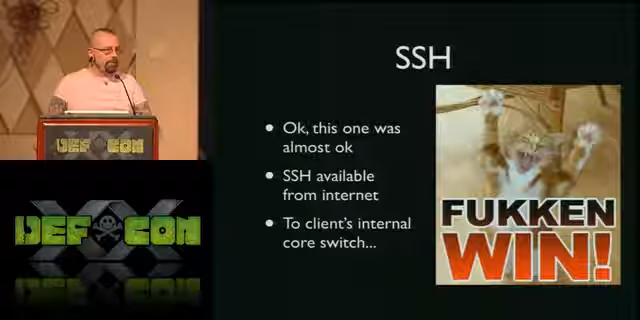 SSH
DEF CON
Ok, this one was
almost ok
SSH available
from internet
To client's internal
core switch...
FUKKEN
WIN!
XX
DEF CON